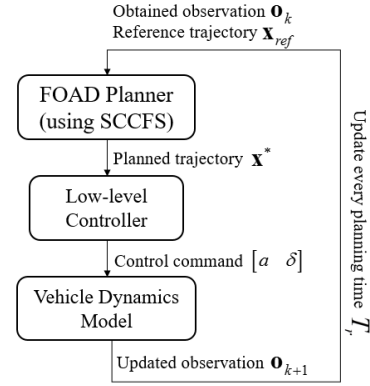 Obtained observation o_k
Reference trajectory x_ref
FOAD Planner
(using SCCFS)
Planned trajectory x*
Low-level
Controller
Control command [a δ]
Vehicle Dynamics
Model
Updated observation o_{k+1}
Update every planning time T_r